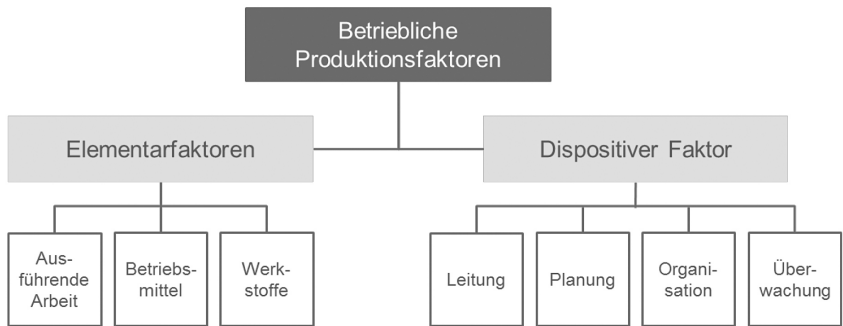 Betriebliche
Produktionsfaktoren
Elementarfaktoren
Dispositiver Faktor
Aus-
führende
Arbeit
Betriebs-
mittel
Werk-
stoffe
Leitung
Planung
Organi-
sation
Über-
wachung